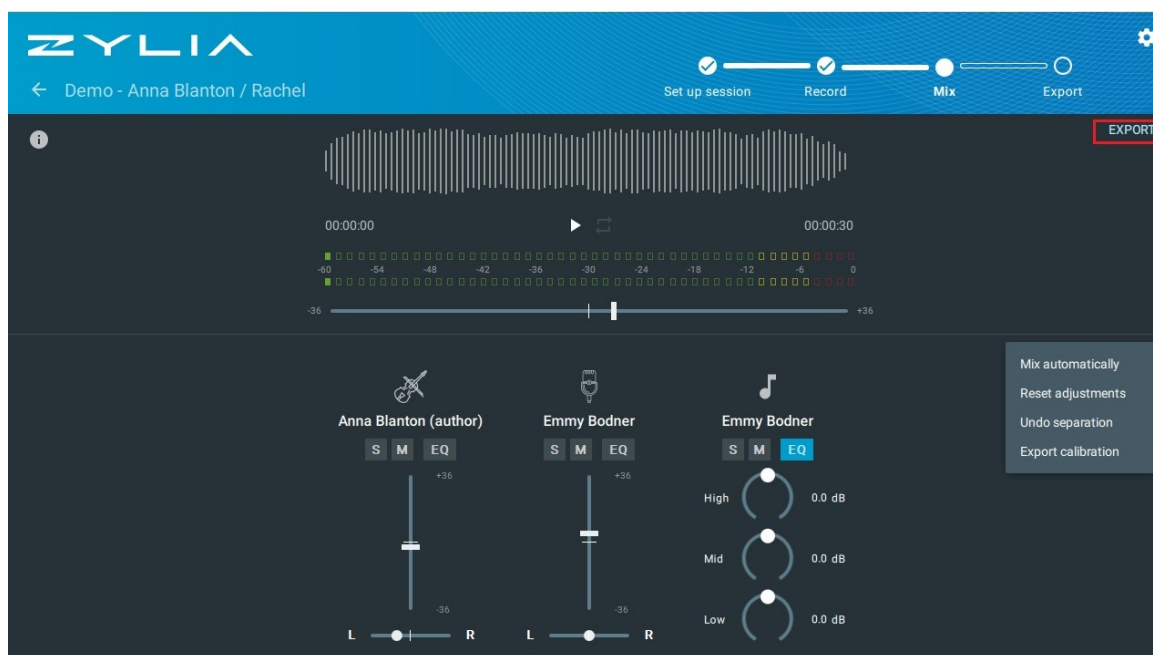 ZYLIA
Demo - Anna Blanton / Rachel
Set up session Record Mix Export
EXPORT
00:00:00 00:00:30
-60 -54 -48 -42 -36 -30 -24 -18 -12 -6 0
-36 +36
Mix automatically
Reset adjustments
Undo separation
Export calibration
Anna Blanton (author) Emmy Bodner Emmy Bodner
S M EQ S M EQ S M EQ
+36 +36
High 0.0 dB
Mid 0.0 dB
-36 -36
Low 0.0 dB
L R L R